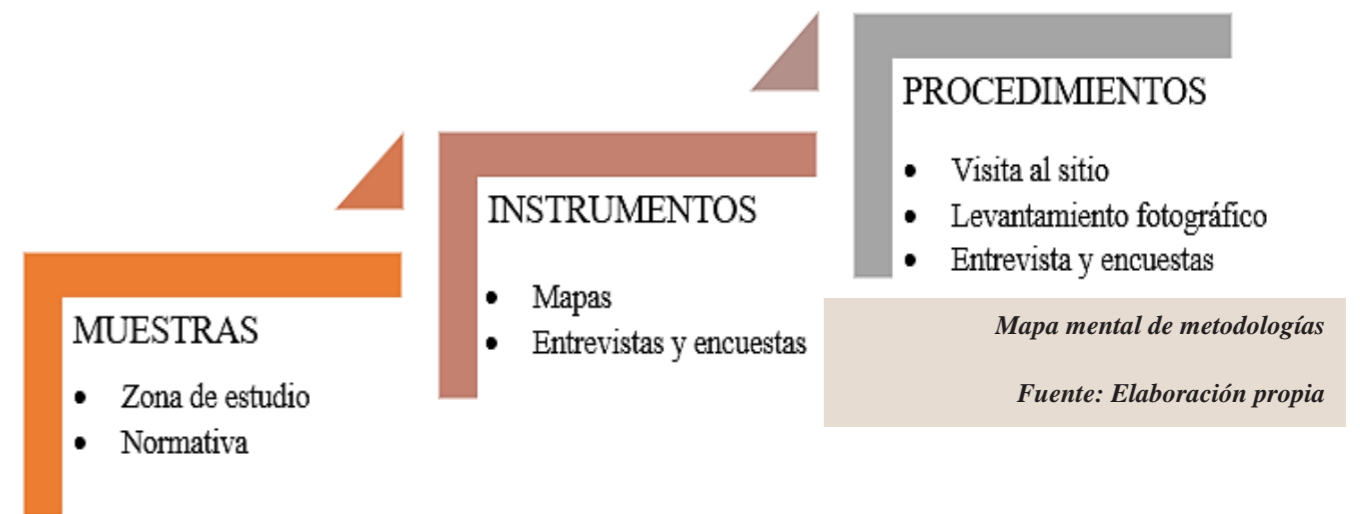 MUESTRAS
• Zona de estudio
• Normativa
INSTRUMENTOS
• Mapas
• Entrevistas y encuestas
PROCEDIMIENTOS
• Visita al sitio
• Levantamiento fotográfico
• Entrevista y encuestas
Mapa mental de metodologías
Fuente: Elaboración propia